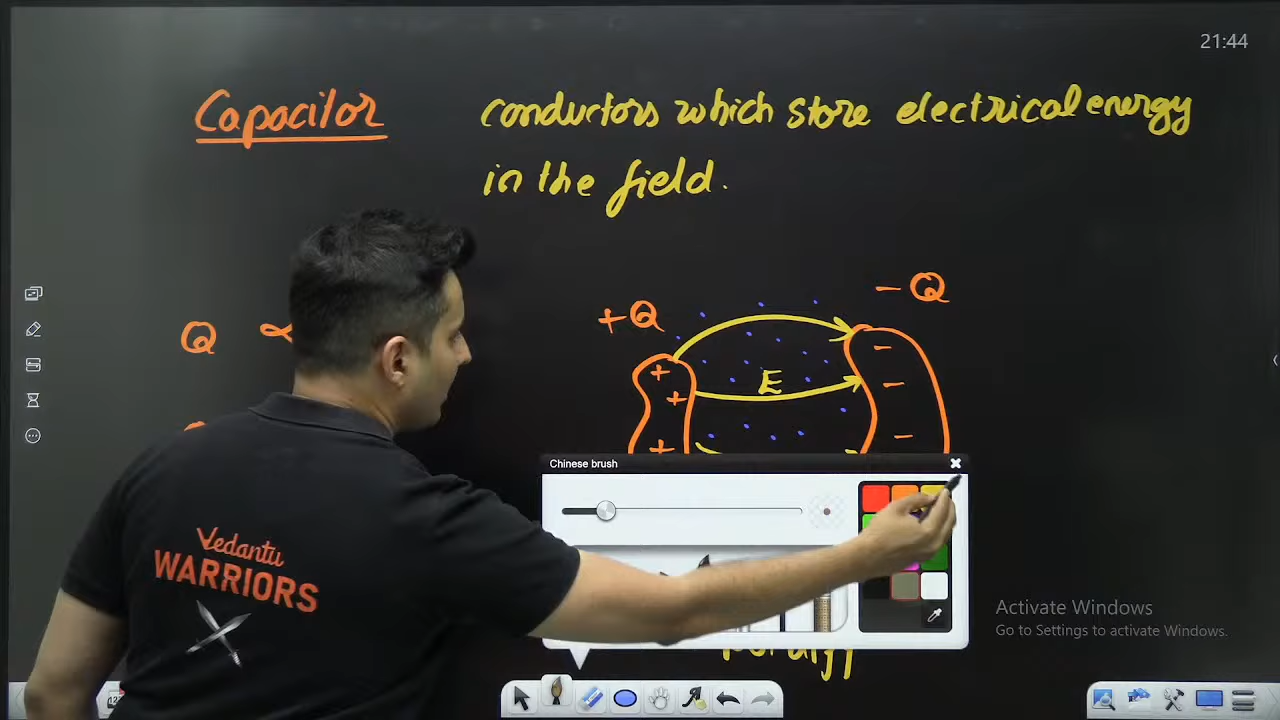 21:44
Capacitor conductors which store electrical energy
in the field.
+Q - Q
Q ∝
+ -
E
+ -
+ -
Chinese brush
Vedantu
WARRIORS
Activate Windows
Go to Settings to activate Windows.